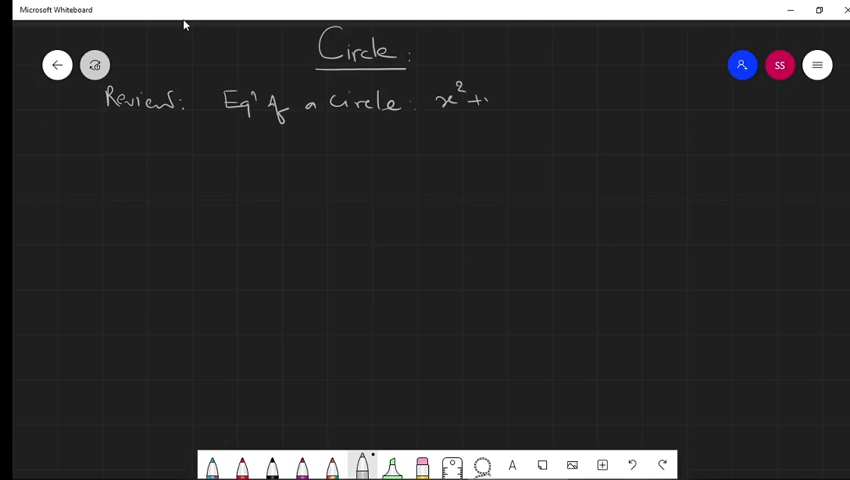 Microsoft Whiteboard
Circle:
SS
Review: Eqn of a circle: x² +
A